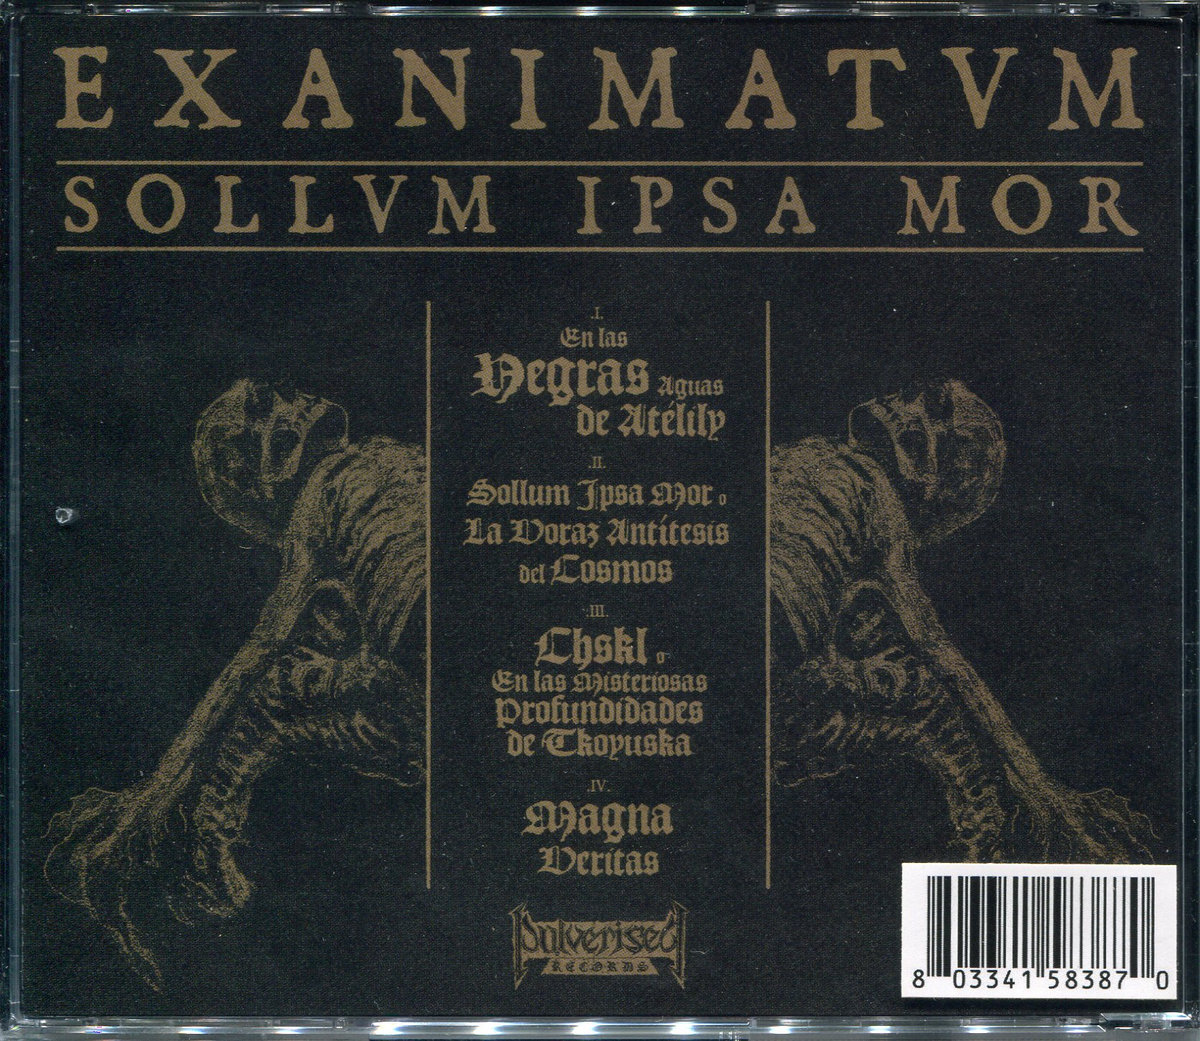 EXANIMATVM
SOLLVM IPSA MOR
.I.
En las
Negras Aguas
de Atélily
.II.
Sollum Ipsa Mor o
La Voraz Antítesis
del Cosmos
.III.
Chskl o
En las Misteriosas
Profundidades
de Tkoyuska
.IV.
Magna
Veritas
Pulverised
RECORDS
8 03341 58387 0